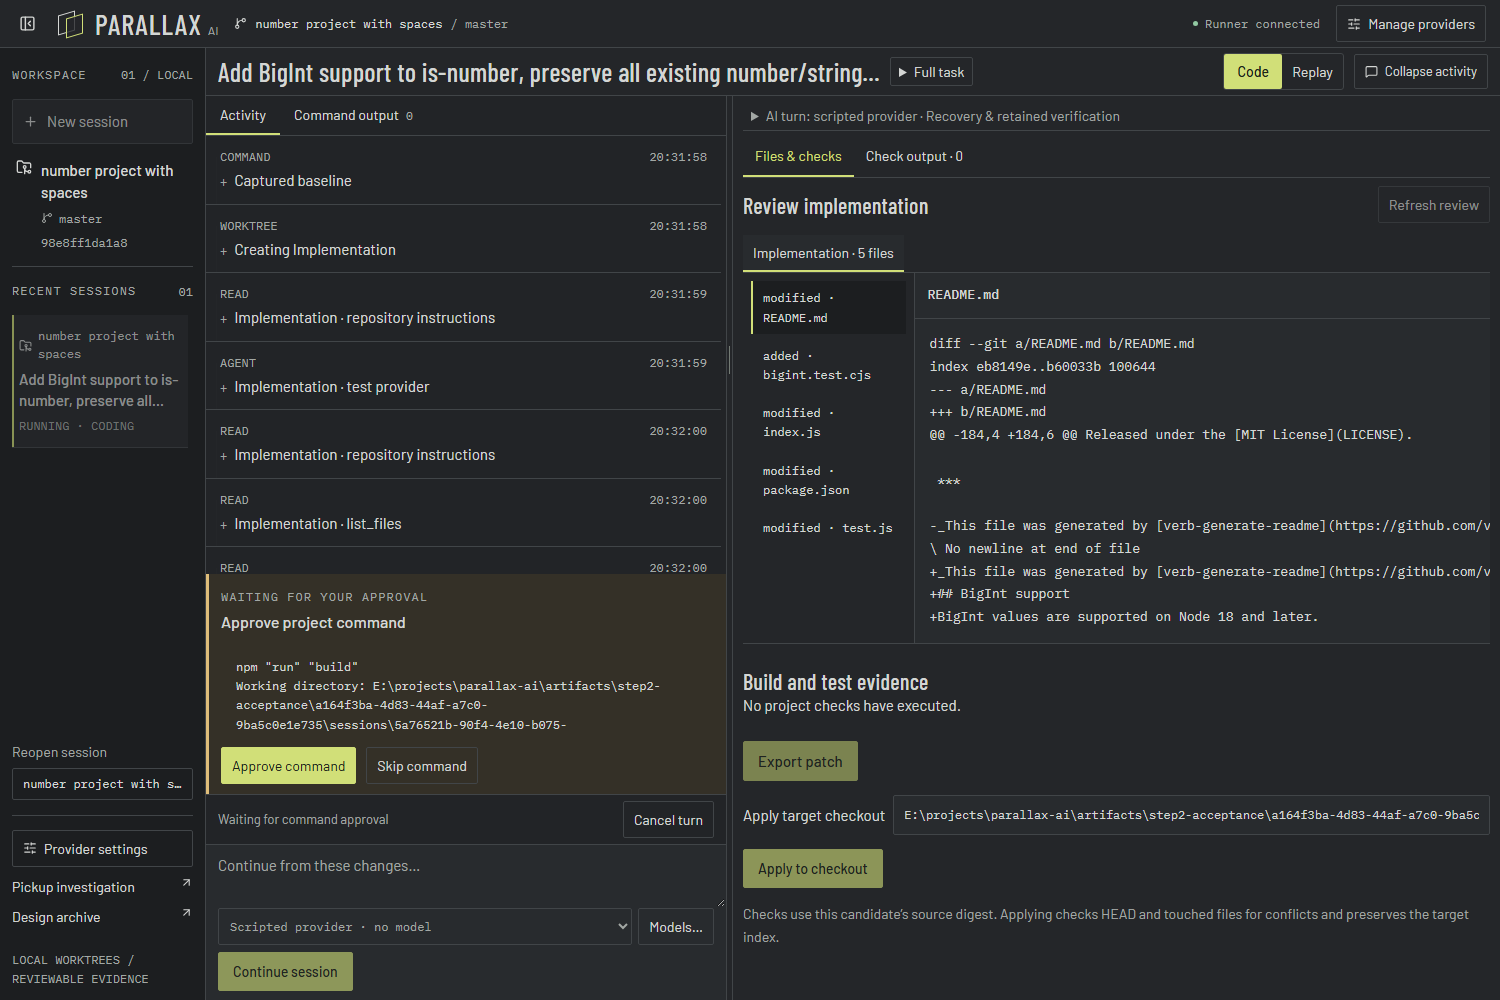 PARALLAX AI
number project with spaces / master
Runner connected
Manage providers
WORKSPACE
01 / LOCAL
+ New session
number project with
spaces
master
98e8ff1da1a8
RECENT SESSIONS
01
number project with
spaces
Add BigInt support to is-
number, preserve all...
RUNNING · CODING
Reopen session
number project with s…
Provider settings
Pickup investigation
Design archive
LOCAL WORKTREES /
REVIEWABLE EVIDENCE
Add BigInt support to is-number, preserve all existing number/string...
Full task
Code
Replay
Collapse activity
Activity
Command output 0
COMMAND
20:31:58
+ Captured baseline
WORKTREE
20:31:58
+ Creating Implementation
READ
20:31:59
+ Implementation · repository instructions
AGENT
20:31:59
+ Implementation · test provider
READ
20:32:00
+ Implementation · repository instructions
READ
20:32:00
+ Implementation · list_files
READ
20:32:00
WAITING FOR YOUR APPROVAL
Approve project command
npm "run" "build"
Working directory: E:\projects\parallax-ai\artifacts\step2-
acceptance\a164f3ba-4d83-44af-a7c0-
9ba5c0e1e735\sessions\5a76521b-90f4-4e10-b075-
Approve command
Skip command
Waiting for command approval
Cancel turn
Continue from these changes...
Scripted provider · no model
Models...
Continue session
AI turn: scripted provider · Recovery & retained verification
Files & checks
Check output · 0
Review implementation
Refresh review
Implementation · 5 files
modified ·
README.md
added ·
bigint.test.cjs
modified ·
index.js
modified ·
package.json
modified · test.js
README.md
diff --git a/README.md b/README.md
index eb8149e..b60033b 100644
--- a/README.md
+++ b/README.md
@@ -184,4 +184,6 @@ Released under the [MIT License](LICENSE).
***
-_This file was generated by [verb-generate-readme](https://github.com/v
\ No newline at end of file
+_This file was generated by [verb-generate-readme](https://github.com/v
+## BigInt support
+BigInt values are supported on Node 18 and later.
Build and test evidence
No project checks have executed.
Export patch
Apply target checkout
E:\projects\parallax-ai\artifacts\step2-acceptance\a164f3ba-4d83-44af-a7c0-9ba5c
Apply to checkout
Checks use this candidate's source digest. Applying checks HEAD and touched files for conflicts and preserves the target
index.